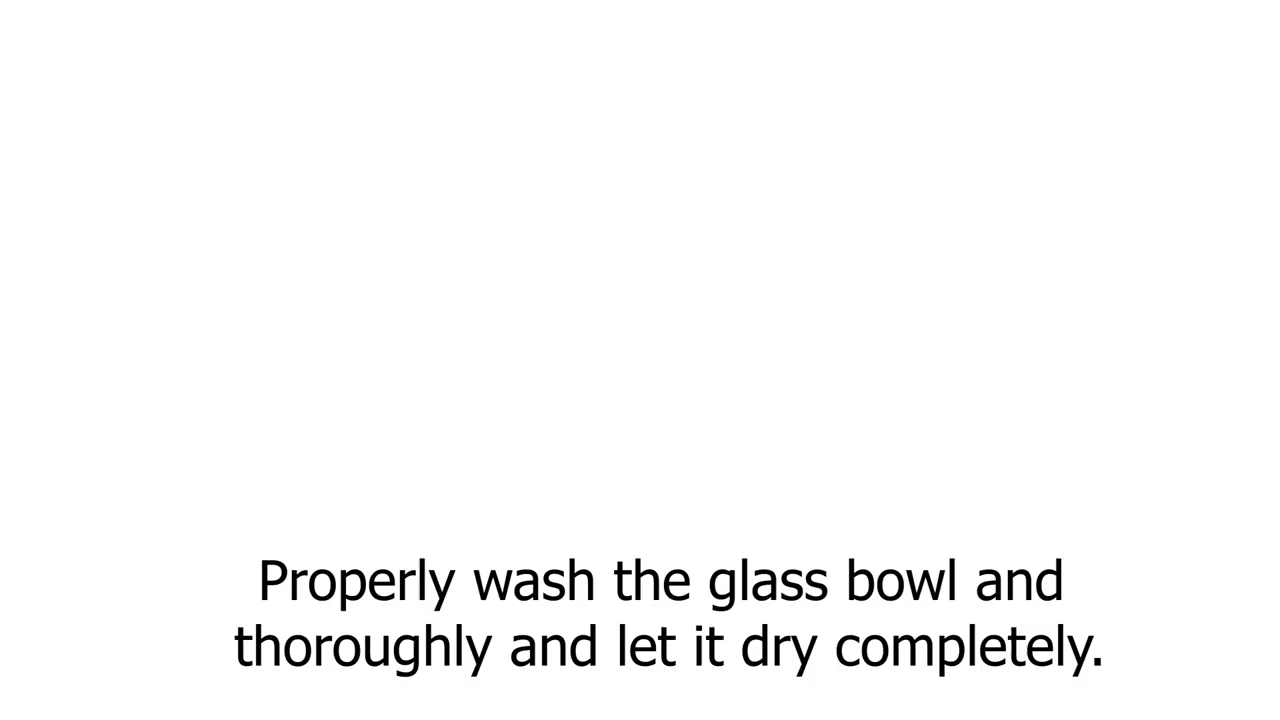 Properly wash the glass bowl and
thoroughly and let it dry completely.